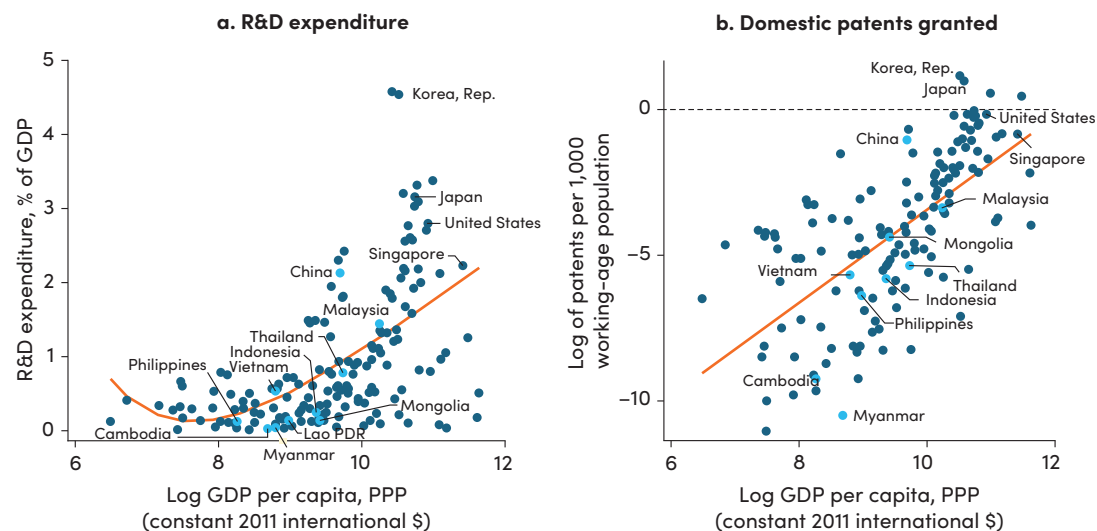 a. R&D expenditure
R&D expenditure, % of GDP
5
4
3
2
1
0
Korea, Rep.
Japan
United States
Singapore
China
Malaysia
Thailand
Indonesia
Philippines
Vietnam
Mongolia
Cambodia
Lao PDR
Myanmar
6
8
10
12
Log GDP per capita, PPP
(constant 2011 international $)
b. Domestic patents granted
Log of patents per 1,000
working-age population
0
−5
−10
Korea, Rep.
Japan
United States
China
Singapore
Malaysia
Mongolia
Vietnam
Thailand
Indonesia
Philippines
Cambodia
Myanmar
6
8
10
12
Log GDP per capita, PPP
(constant 2011 international $)